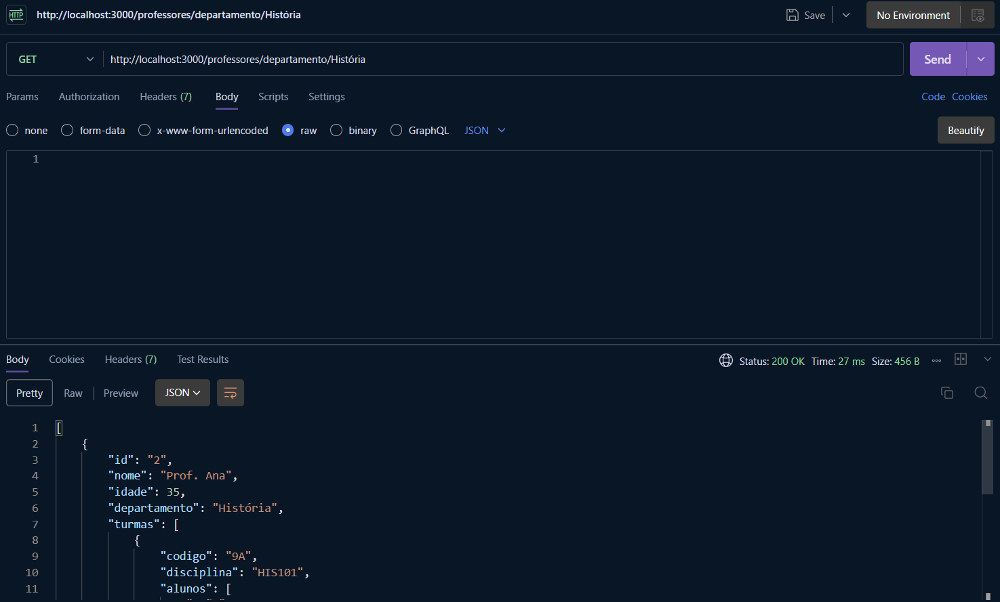 HTTP http://localhost:3000/professores/departamento/História Save No Environment
GET http://localhost:3000/professores/departamento/História Send
Params Authorization Headers (7) Body Scripts Settings Code Cookies
none form-data x-www-form-urlencoded raw binary GraphQL JSON Beautify
1
Body Cookies Headers (7) Test Results Status: 200 OK Time: 27 ms Size: 456 B
Pretty Raw Preview JSON
1 [
2 {
3 "id": "2",
4 "nome": "Prof. Ana",
5 "idade": 35,
6 "departamento": "História",
7 "turmas": [
8 {
9 "codigo": "9A",
10 "disciplina": "HIS101",
11 "alunos": [